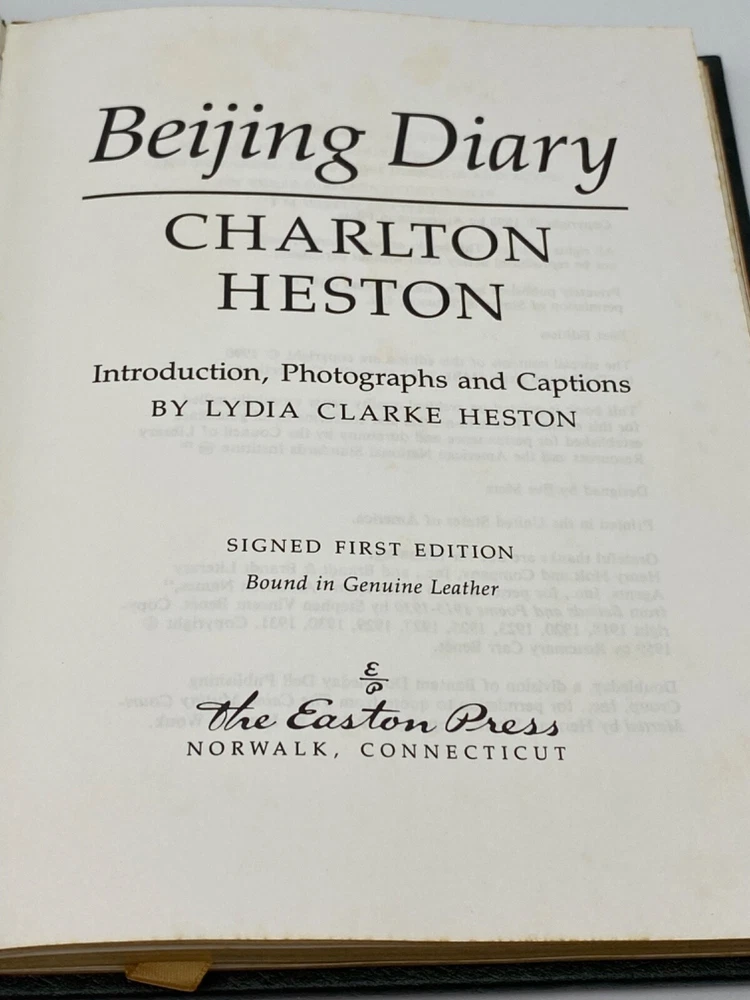 Beijing Diary
CHARLTON
HESTON
Introduction, Photographs and Captions
BY LYDIA CLARKE HESTON
SIGNED FIRST EDITION
Bound in Genuine Leather
E
P
The Easton Press
NORWALK, CONNECTICUT